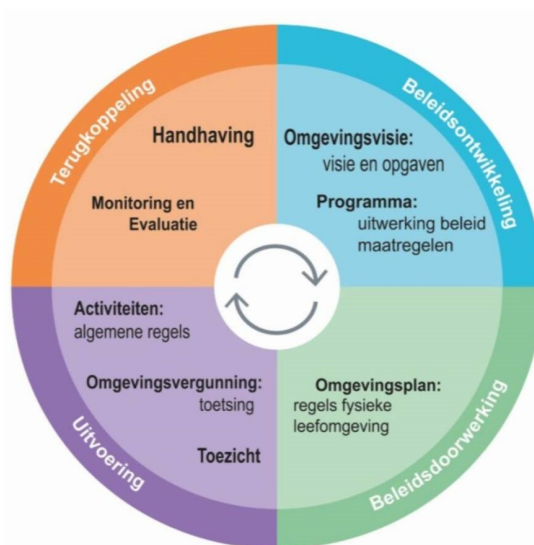 Terugkoppeling
Handhaving
Monitoring en
Evaluatie
Beleidsontwikkeling
Omgevingsvisie:
visie en opgaven
Programma:
uitwerking beleid
maatregelen
Beleidsdoorwerking
Omgevingsplan:
regels fysieke
leefomgeving
Uitvoering
Activiteiten:
algemene regels
Omgevingsvergunning:
toetsing
Toezicht